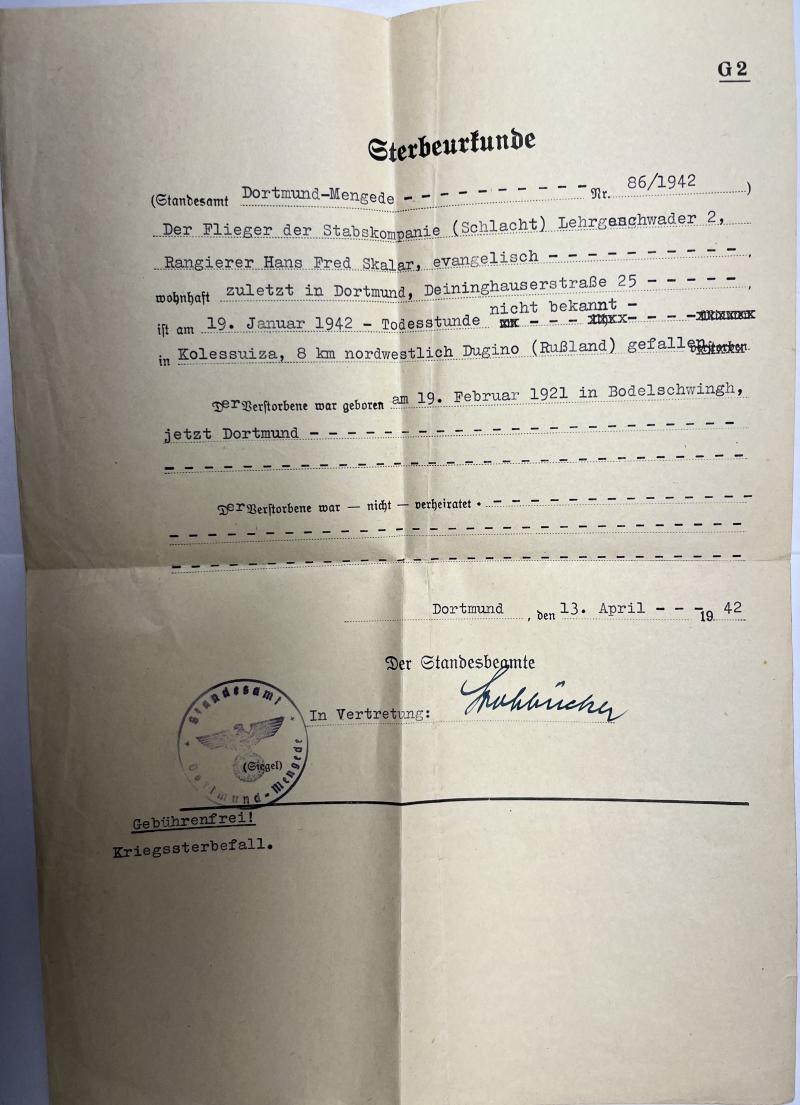 G 2
Sterbeurkunde
(Standesamt Dortmund-Mengede - - - - - - - - - - Nr. 86/1942 )
Der Flieger der Stabskompanie (Schlacht) Lehrgeschwader 2,
Rangierer Hans Fred Skalar, evangelisch - - - - - - - - - - ,
wohnhaft zuletzt in Dortmund, Deininghauserstraße 25 - - - - - ,
nicht bekannt -
ist am 19. Januar 1942 - Todesstunde - - - - - - -
in Kolessuiza, 8 km nordwestlich Dugino (Rußland) gefallen verstorben.
Der Verstorbene war geboren am 19. Februar 1921 in Bodelschwingh,
jetzt Dortmund - - - - - - - - - - - - - - - - - - - - - -
- - - - - - - - - - - - - - - - - - - - - - - - - - - - - -
Der Verstorbene war — nicht — verheiratet . - - - - - - - - - - - - -
- - - - - - - - - - - - - - - - - - - - - - - - - - - - - -
- - - - - - - - - - - - - - - - - - - - - - - - - - - - - -
Dortmund , den 13. April - - - 19 42
Der Standesbeamte
In Vertretung:
Standesamt
Dortmund-Mengede
(Siegel)
Gebührenfrei!
Kriegssterbefall.